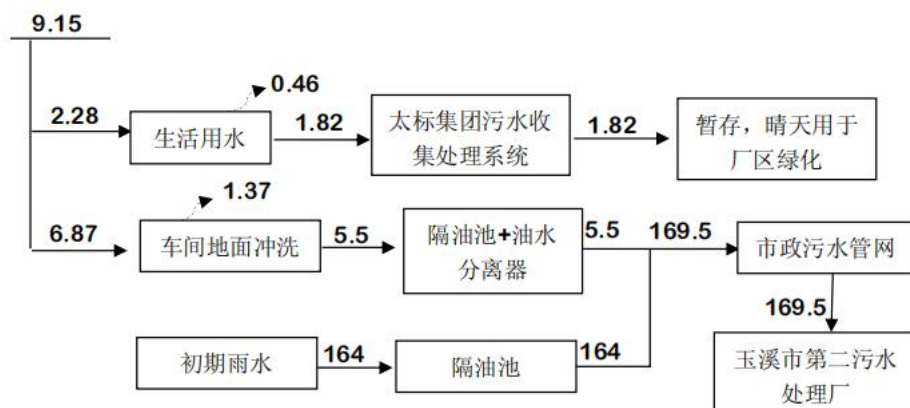 9.15
0.46
2.28
生活用水
1.82
太标集团污水收
集处理系统
1.82
暂存，晴天用于
厂区绿化
1.37
6.87
车间地面冲洗
5.5
隔油池+油水
分离器
5.5
169.5
市政污水管网
169.5
初期雨水
164
隔油池
164
玉溪市第二污水
处理厂